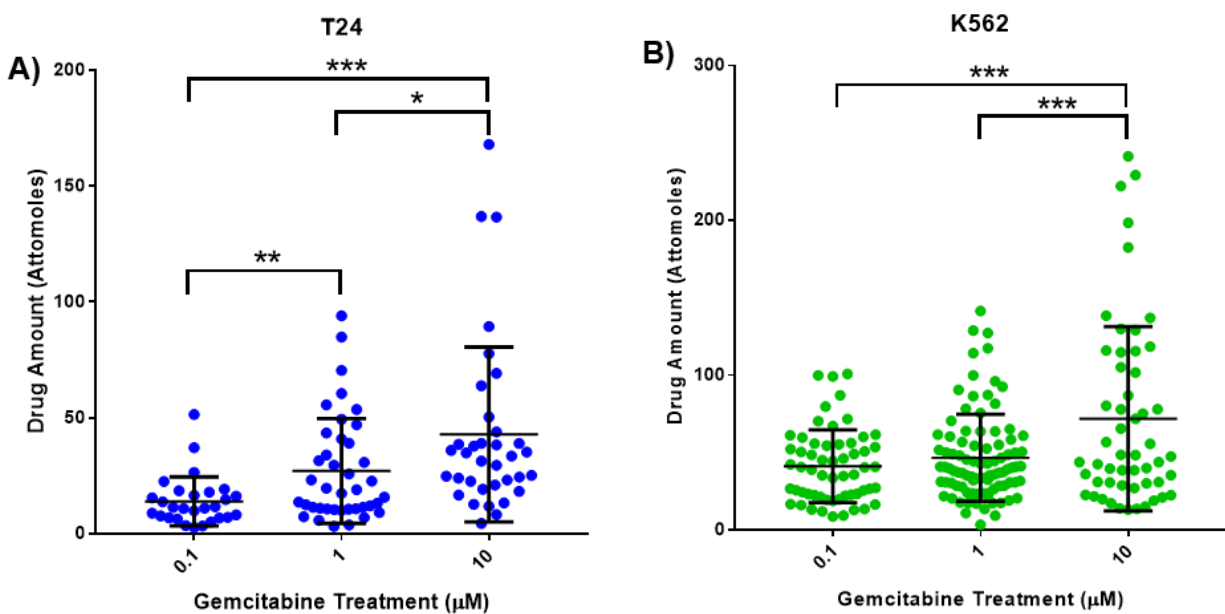 T24
A)
Drug Amount (Attomoles)
200
150
100
50
0
***
*
**
0.1
1
10
Gemcitabine Treatment (μM)
K562
B)
Drug Amount (Attomoles)
300
200
100
0
***
***
0.1
1
10
Gemcitabine Treatment (μM)